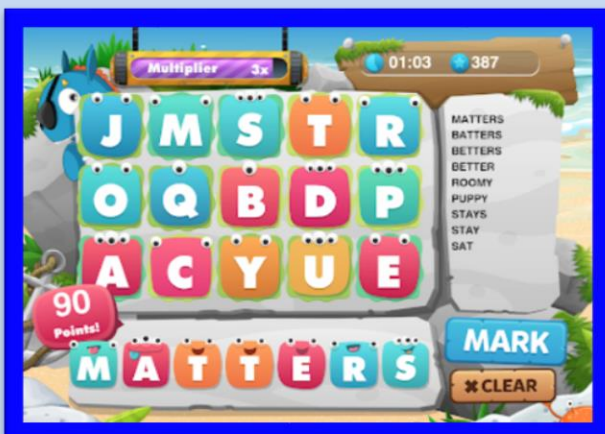 Multiplier 3x
01:03 387
J M S T R
O Q B D P
A C Y U E
MATTERS
BATTERS
BETTERS
BETTER
ROOMY
PUPPY
STAYS
STAY
SAT
90
Points!
M A T T E R S
MARK
✖ CLEAR